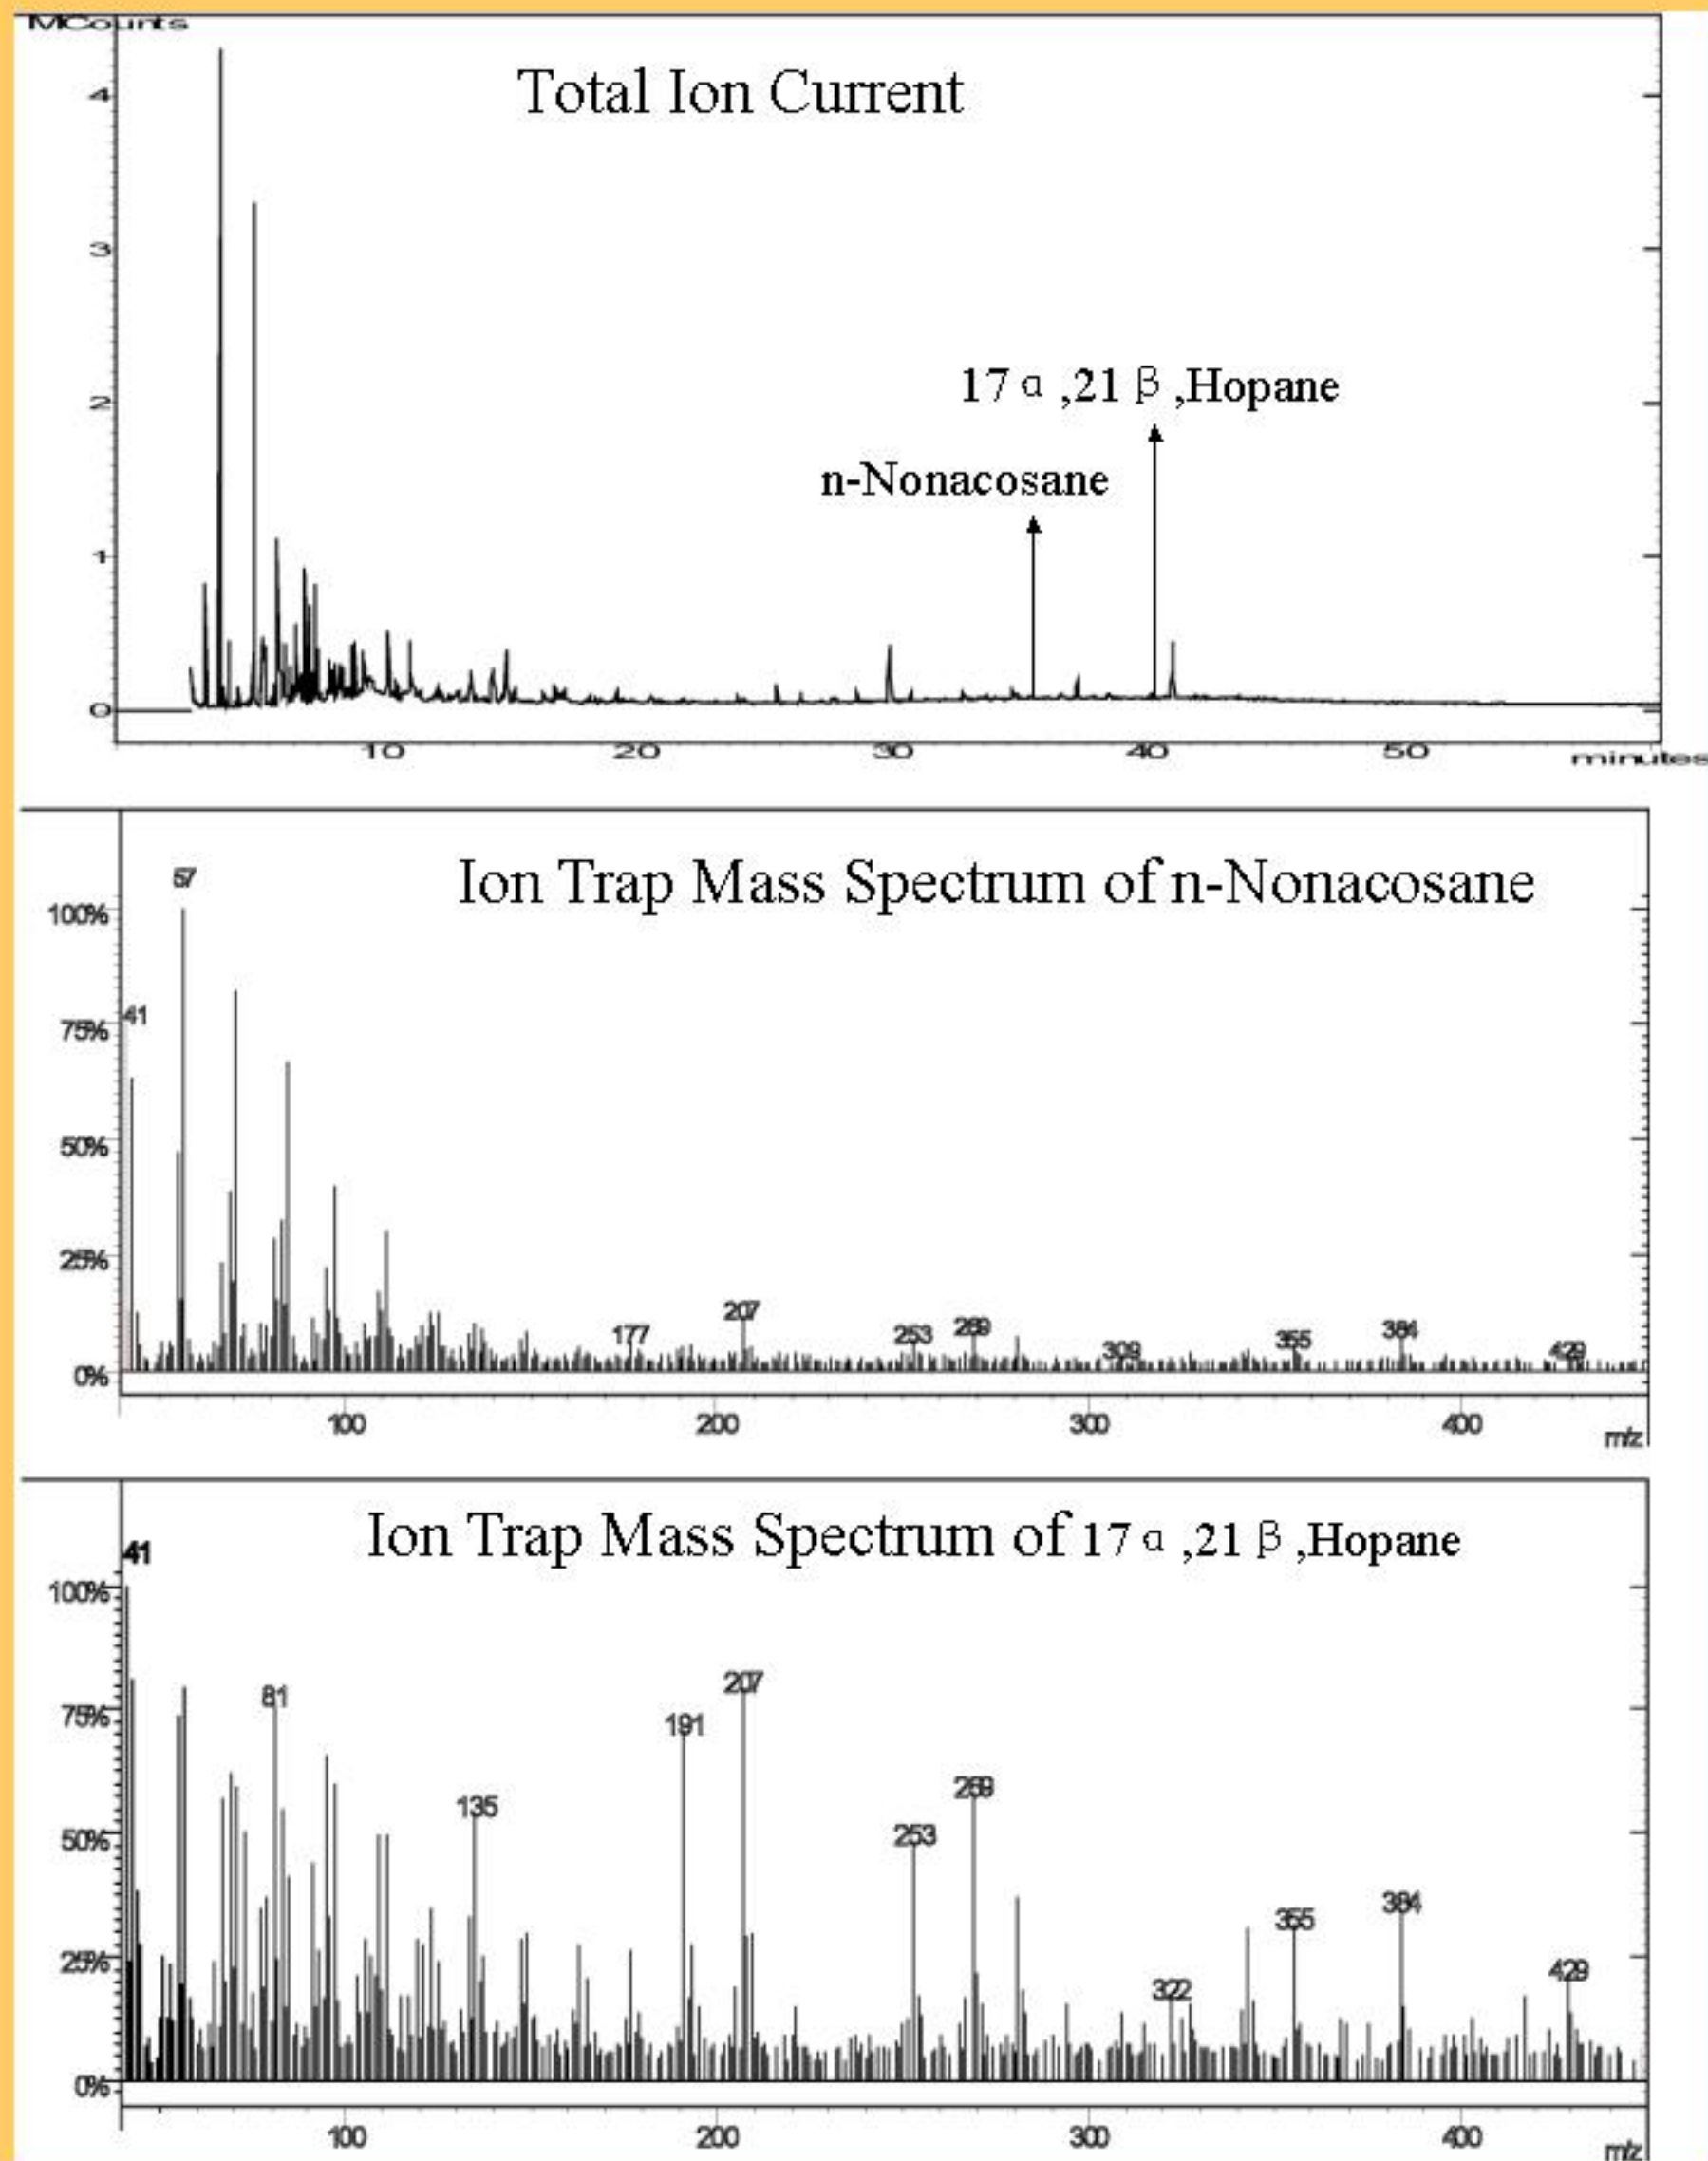 MCounts
Total Ion Current
4
3
17α,21β,Hopane
2
n-Nonacosane
1
0
10 20 30 40 50 minutes
Ion Trap Mass Spectrum of n-Nonacosane
57
100%
41
75%
50%
25%
177 207 253 269 309 355 384 429
0%
100 200 300 400 m/z
Ion Trap Mass Spectrum of 17α,21β,Hopane
41
100%
81 207
75% 191
135 269
50% 253
384
355
25% 322 429
0%
100 200 300 400 m/z